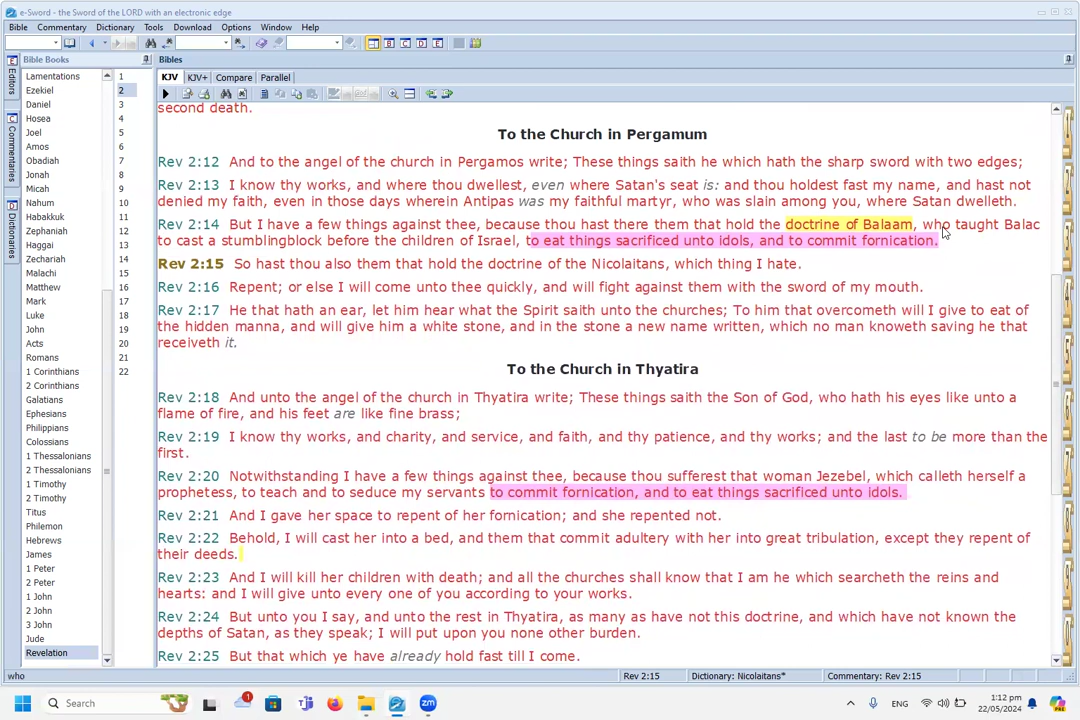 e-Sword - the Sword of the LORD with an electronic edge
Bible Commentary Dictionary Tools Download Options Window Help
B C D E
Bible Books
Bibles
Editors
Commentaries
Dictionaries
Lamentations
Ezekiel
Daniel
Hosea
Joel
Amos
Obadiah
Jonah
Micah
Nahum
Habakkuk
Zephaniah
Haggai
Zechariah
Malachi
Matthew
Mark
Luke
John
Acts
Romans
1 Corinthians
2 Corinthians
Galatians
Ephesians
Philippians
Colossians
1 Thessalonians
2 Thessalonians
1 Timothy
2 Timothy
Titus
Philemon
Hebrews
James
1 Peter
2 Peter
1 John
2 John
3 John
Jude
Revelation
1
2
3
4
5
6
7
8
9
10
11
12
13
14
15
16
17
18
19
20
21
22
KJV KJV+ Compare Parallel
second death.
To the Church in Pergamum
Rev 2:12 And to the angel of the church in Pergamos write; These things saith he which hath the sharp sword with two edges;
Rev 2:13 I know thy works, and where thou dwellest, even where Satan's seat is: and thou holdest fast my name, and hast not
denied my faith, even in those days wherein Antipas was my faithful martyr, who was slain among you, where Satan dwelleth.
Rev 2:14 But I have a few things against thee, because thou hast there them that hold the doctrine of Balaam, who taught Balac
to cast a stumblingblock before the children of Israel, to eat things sacrificed unto idols, and to commit fornication.
Rev 2:15 So hast thou also them that hold the doctrine of the Nicolaitans, which thing I hate.
Rev 2:16 Repent; or else I will come unto thee quickly, and will fight against them with the sword of my mouth.
Rev 2:17 He that hath an ear, let him hear what the Spirit saith unto the churches; To him that overcometh will I give to eat of
the hidden manna, and will give him a white stone, and in the stone a new name written, which no man knoweth saving he that
receiveth it.
To the Church in Thyatira
Rev 2:18 And unto the angel of the church in Thyatira write; These things saith the Son of God, who hath his eyes like unto a
flame of fire, and his feet are like fine brass;
Rev 2:19 I know thy works, and charity, and service, and faith, and thy patience, and thy works; and the last to be more than the
first.
Rev 2:20 Notwithstanding I have a few things against thee, because thou sufferest that woman Jezebel, which calleth herself a
prophetess, to teach and to seduce my servants to commit fornication, and to eat things sacrificed unto idols.
Rev 2:21 And I gave her space to repent of her fornication; and she repented not.
Rev 2:22 Behold, I will cast her into a bed, and them that commit adultery with her into great tribulation, except they repent of
their deeds.
Rev 2:23 And I will kill her children with death; and all the churches shall know that I am he which searcheth the reins and
hearts: and I will give unto every one of you according to your works.
Rev 2:24 But unto you I say, and unto the rest in Thyatira, as many as have not this doctrine, and which have not known the
depths of Satan, as they speak; I will put upon you none other burden.
Rev 2:25 But that which ye have already hold fast till I come.
who
Rev 2:15
Dictionary: Nicolaitans*
Commentary: Rev 2:15
Search
1
zm
ENG
1:12 pm
22/05/2024
PRE